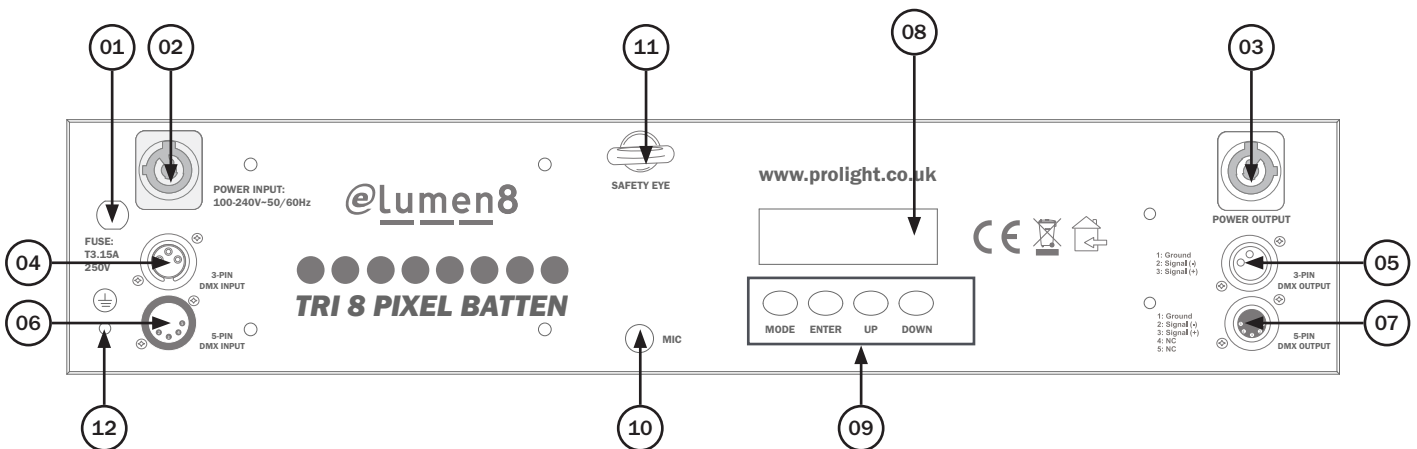 01
02
11
08
03
POWER INPUT:
100-240V~50/60Hz
eLumen8
SAFETY EYE
www.prolight.co.uk
POWER OUTPUT
FUSE:
T3.15A
250V
04
3-PIN
DMX INPUT
TRI 8 PIXEL BATTEN
CE
1: Ground
2: Signal (-)
3: Signal (+)
3-PIN
DMX OUTPUT
05
06
5-PIN
DMX INPUT
MIC
MODE ENTER UP DOWN
1: Ground
2: Signal (-)
3: Signal (+)
4: NC
5: NC
5-PIN
DMX OUTPUT
07
12
10
09